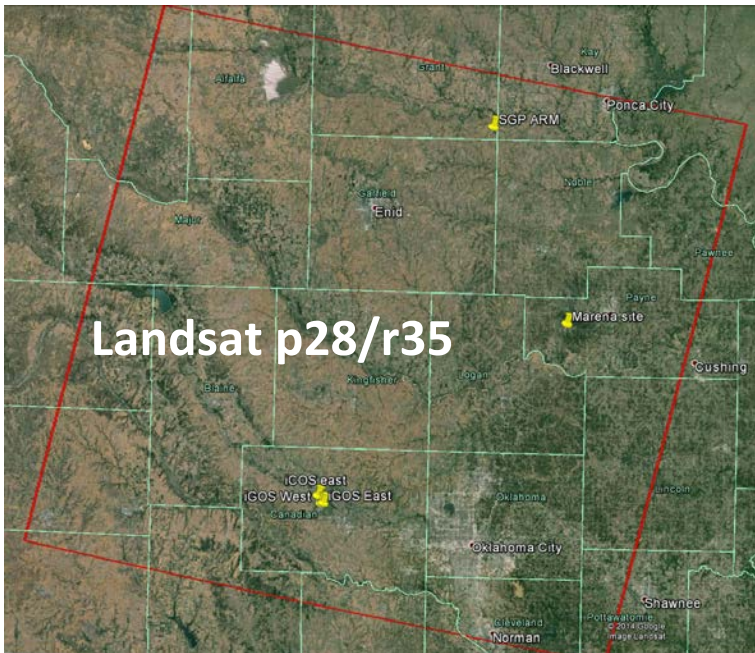 Kay
Grant
Blackwell
Alfalfa
Ponca City
SGP ARM
Noble
Garfield
Enid
Major
Pawnee
Payne
Marena site
Landsat p28/r35
Cushing
Kingfisher
Logan
Blaine
iCOS east
iGOS West
iGOS East
Oklahoma
Lincoln
Canadian
Oklahoma City
Shawnee
Pottawatomie
Cleveland
Norman
© 2014 Google
Image Landsat